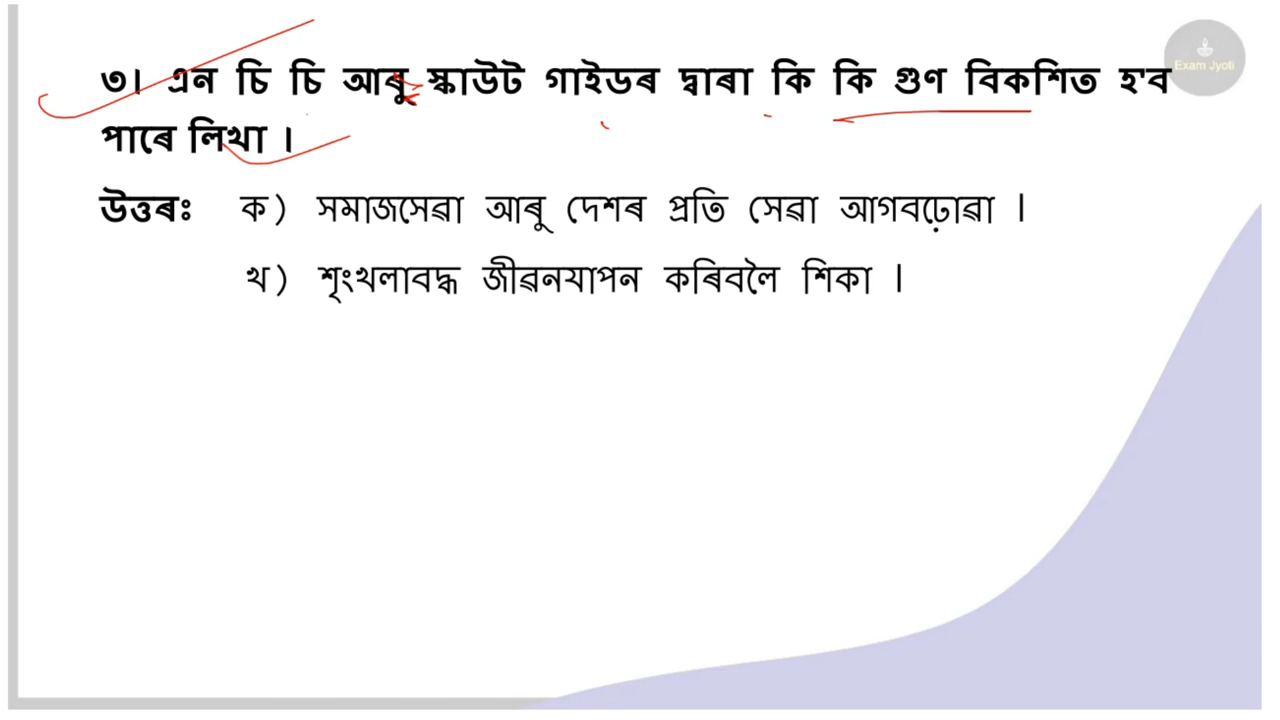 Exam Jyoti
৩। এন চি চি আৰু স্কাউট গাইডৰ দ্বাৰা কি কি গুণ বিকশিত হ'ব
পাৰে লিখা ।
উত্তৰঃ ক) সমাজসেৱা আৰু দেশৰ প্ৰতি সেৱা আগবঢ়োৱা ।
খ) শৃংখলাবদ্ধ জীৱনযাপন কৰিবলৈ শিকা ।